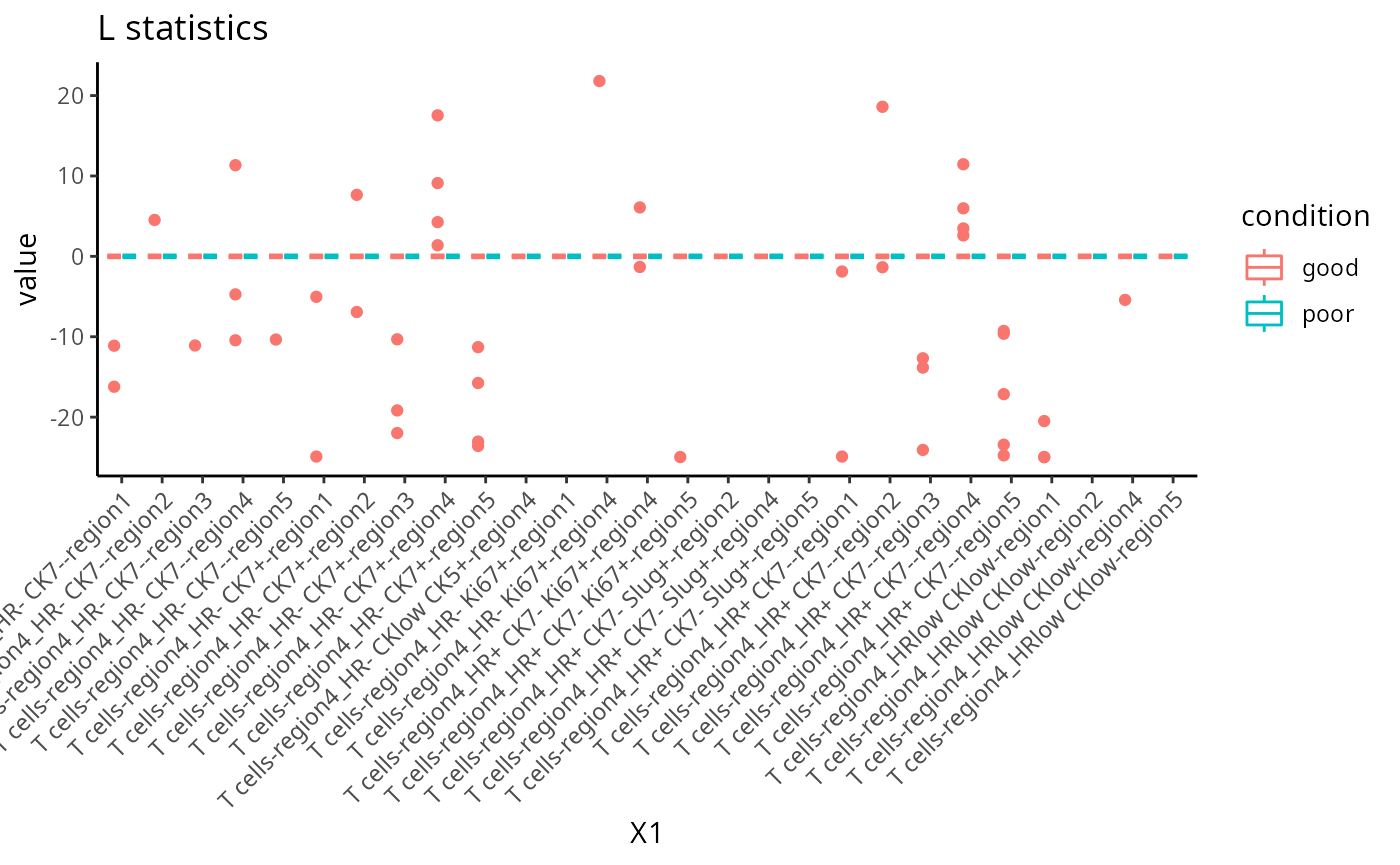 L statistics
value
20
10
0
-10
-20
HR- CK7--region1
on4_HR- CK7--region2
s-region4_HR- CK7--region3
T cells-region4_HR- CK7--region4
T cells-region4_HR- CK7--region5
T cells-region4_HR- CK7+-region1
T cells-region4_HR- CK7+-region2
T cells-region4_HR- CK7+-region3
T cells-region4_HR- CK7+-region4
T cells-region4_HR- CK7+-region5
T cells-region4_HR- CKlow CK5+-region4
T cells-region4_HR- Ki67+-region1
T cells-region4_HR- Ki67+-region4
T cells-region4_HR+ CK7- Ki67+-region4
T cells-region4_HR+ CK7- Ki67+-region5
T cells-region4_HR+ CK7- Slug+-region2
T cells-region4_HR+ CK7- Slug+-region4
T cells-region4_HR+ CK7- Slug+-region5
T cells-region4_HR+ CK7--region1
T cells-region4_HR+ CK7--region2
T cells-region4_HR+ CK7--region3
T cells-region4_HR+ CK7--region4
T cells-region4_HR+ CK7--region5
T cells-region4_HRlow CKlow-region1
T cells-region4_HRlow CKlow-region2
T cells-region4_HRlow CKlow-region4
T cells-region4_HRlow CKlow-region5
X1
condition
good
poor